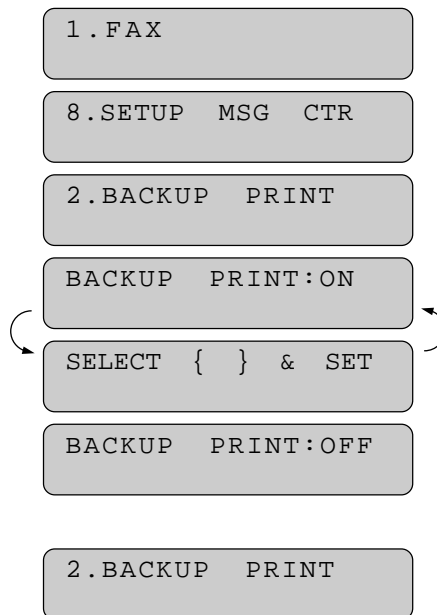 1.FAX
8.SETUP MSG CTR
2.BACKUP PRINT
BACKUP PRINT:ON
SELECT { } & SET
BACKUP PRINT:OFF
2.BACKUP PRINT